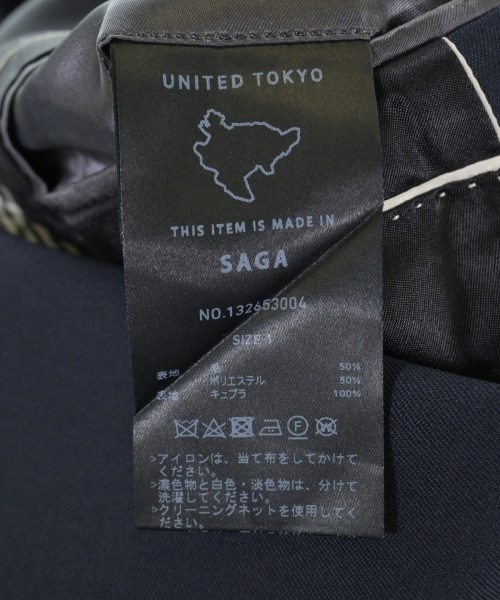 UNITED TOKYO
THIS ITEM IS MADE IN
SAGA
NO.132653004
SIZE 1
表地: 毛 50%
ポリエステル 50%
キュプラ 100%
>アイロンは、当て布をしてかけて
ください。
>濃色物と白色・淡色物は、分けて
洗濯してください。
>クリーニングネットを使用してく
ださい。